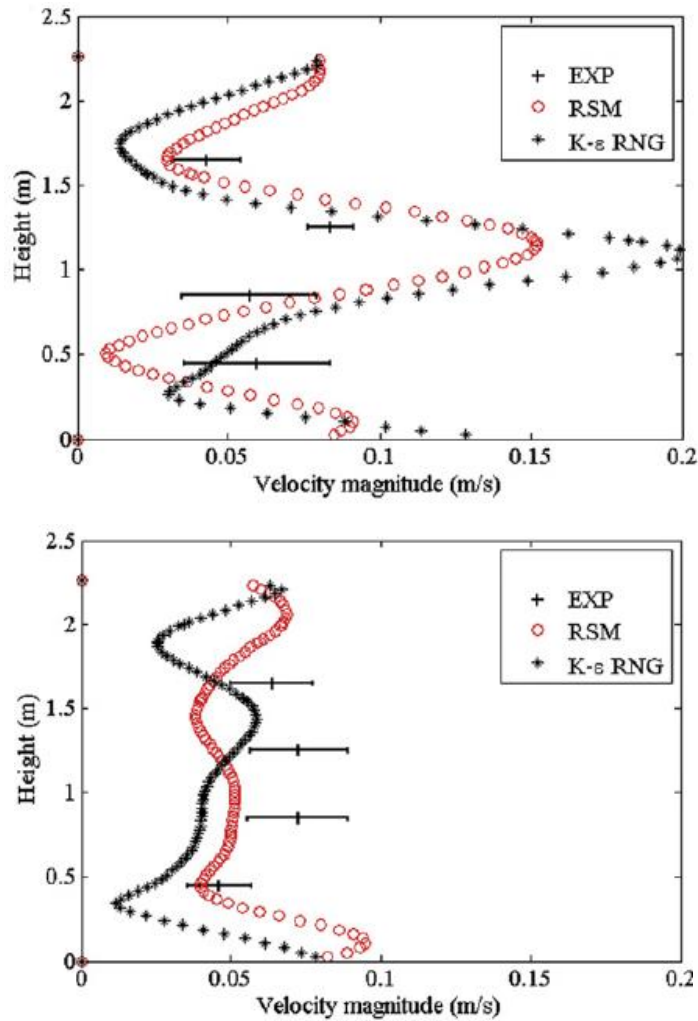 2.5
2
1.5
1
0.5
0
Height (m)
EXP
RSM
K-ε RNG
0 0.05 0.1 0.15 0.2
Velocity magnitude (m/s)
2.5
2
1.5
1
0.5
0
Height (m)
EXP
RSM
K-ε RNG
0 0.05 0.1 0.15 0.2
Velocity magnitude (m/s)